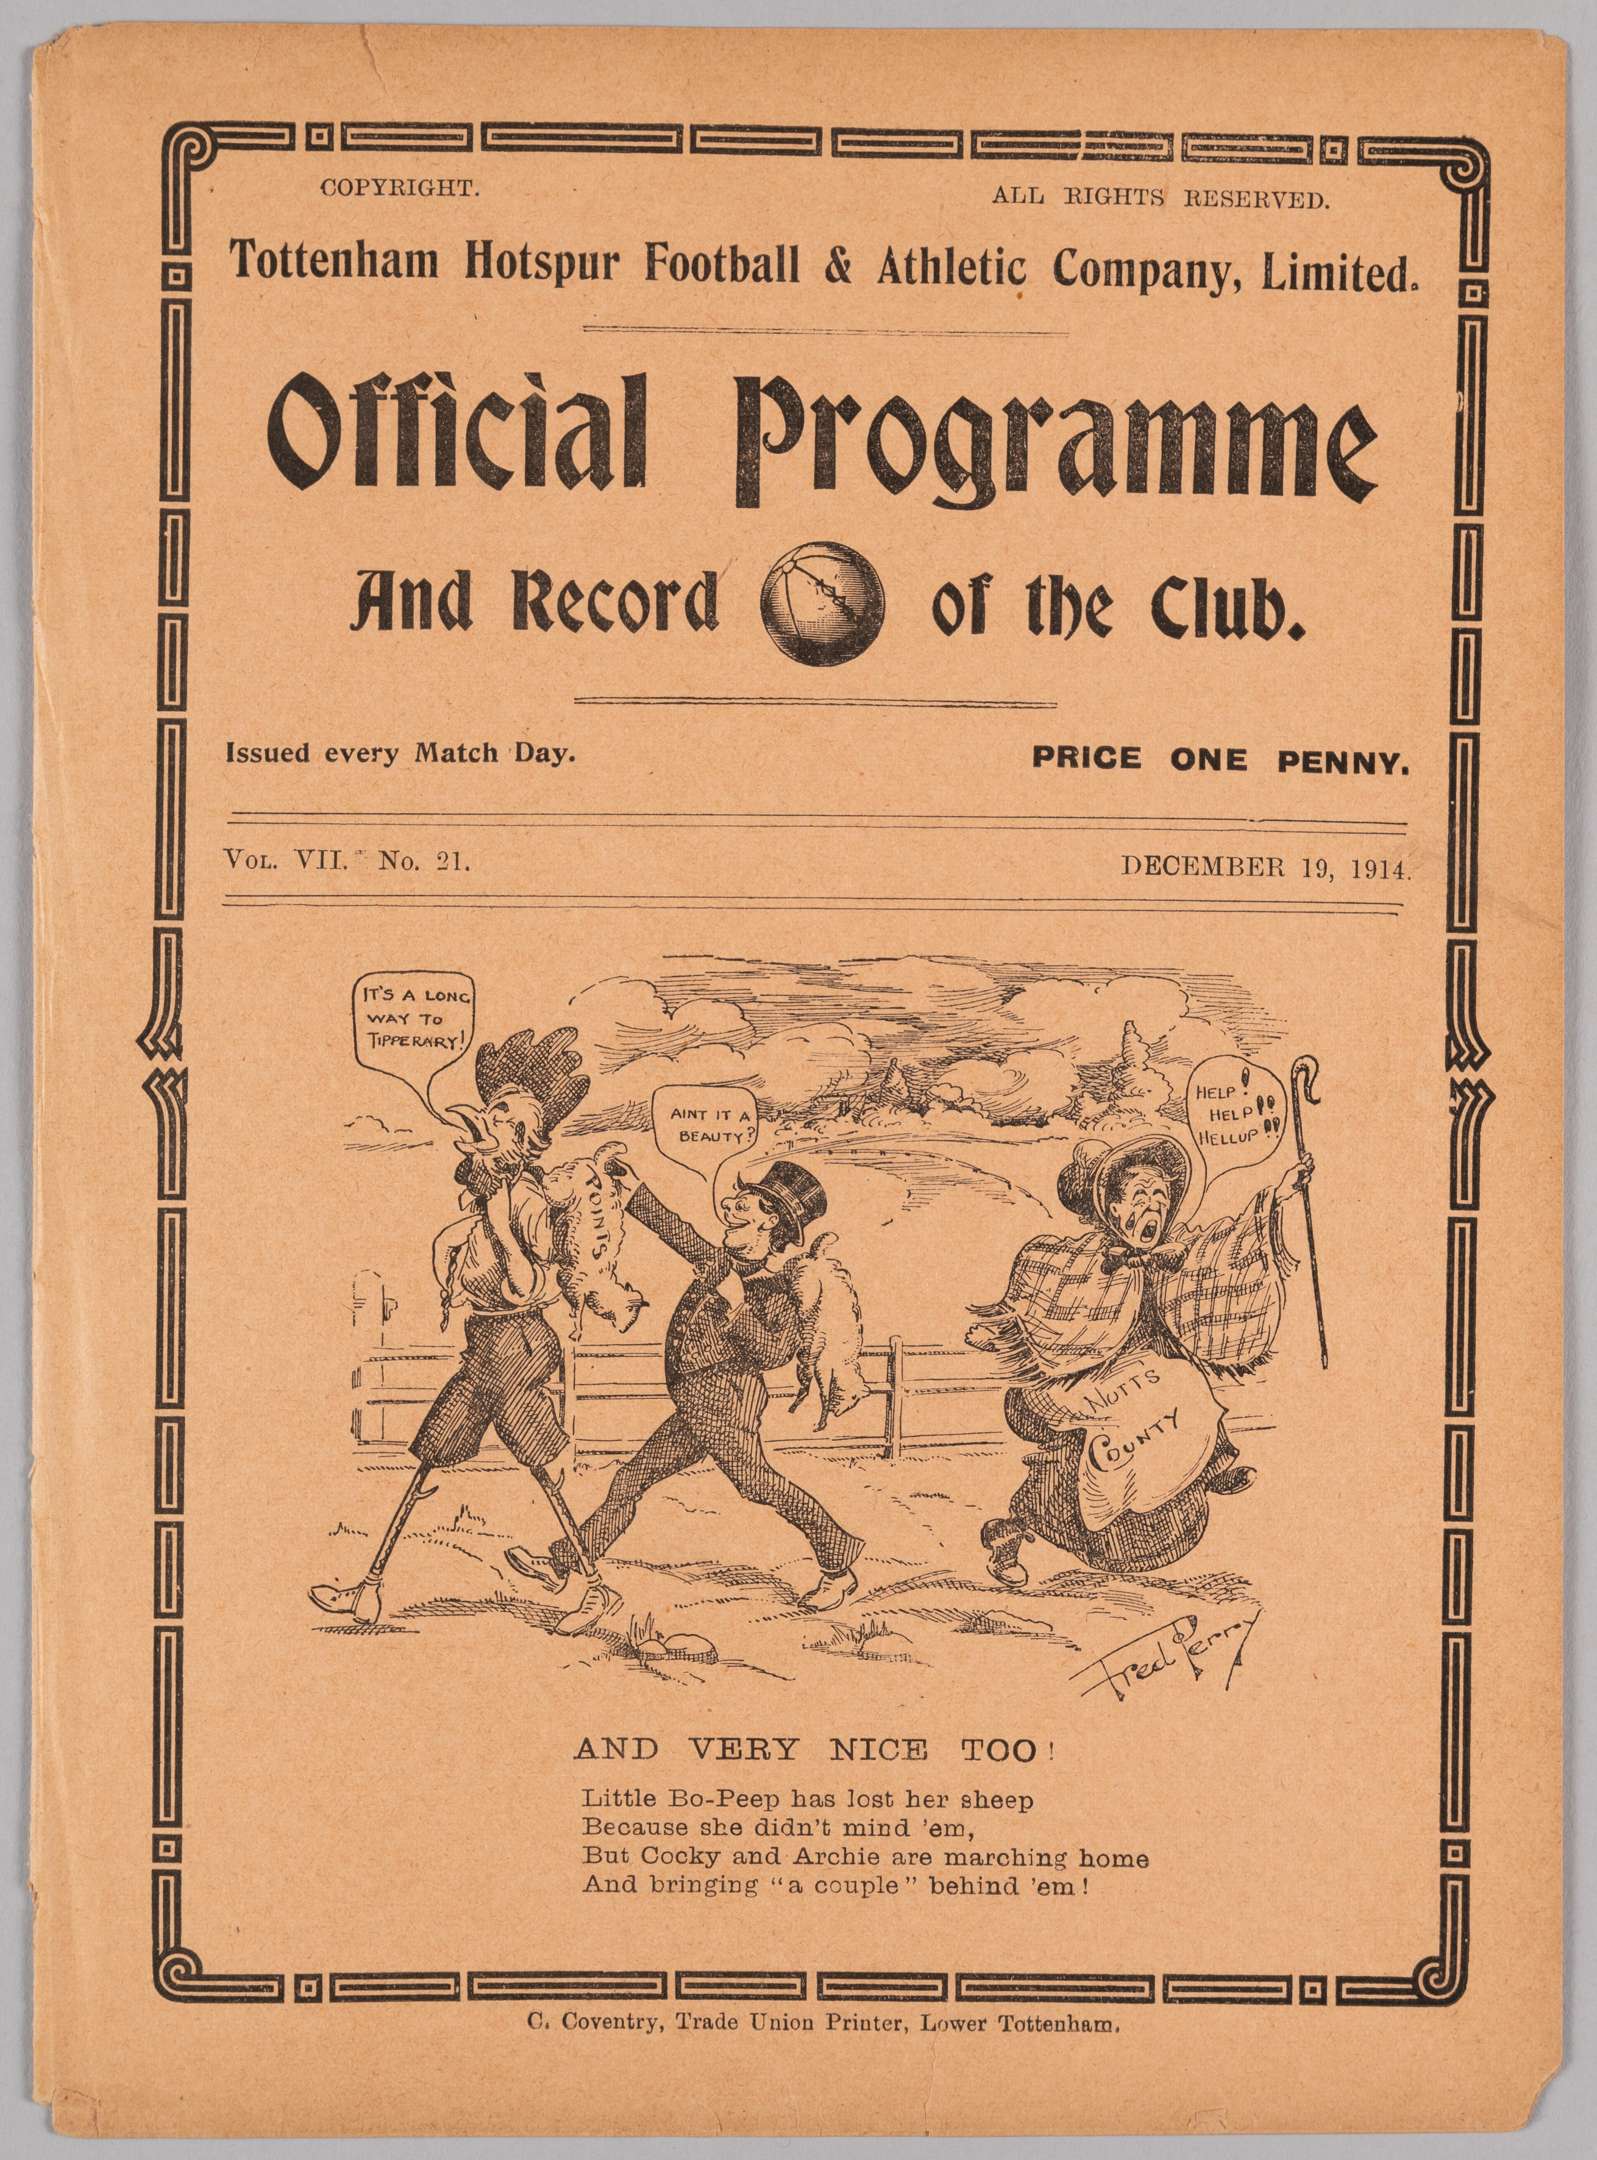 COPYRIGHT. ALL RIGHTS RESERVED.
Tottenham Hotspur Football & Athletic Company, Limited.
Official Programme
And Record of the Club.
Issued every Match Day. PRICE ONE PENNY.
VOL. VII. No. 21. DECEMBER 19, 1914.
IT'S A LONG
WAY TO
TIPPERARY!
AINT IT A
BEAUTY?
HELP!
HELP!!
HELLUP!!
POINTS
NOTTS
COUNTY
Fred Perry
AND VERY NICE TOO!
Little Bo-Peep has lost her sheep
Because she didn't mind 'em,
But Cocky and Archie are marching home
And bringing "a couple" behind 'em!
C. Coventry, Trade Union Printer, Lower Tottenham.